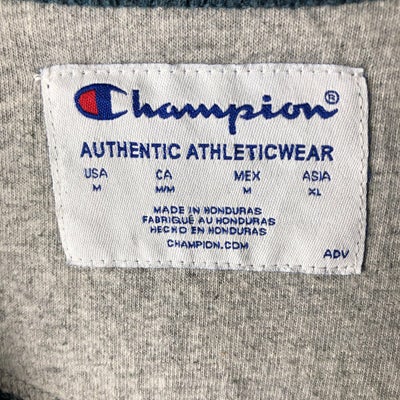 Champion®
AUTHENTIC ATHLETICWEAR
USA CA MEX ASIA
M M/M M XL
MADE IN HONDURAS
FABRIQUÉ AU HONDURAS
HECHO EN HONDURAS
CHAMPION.COM
ADV